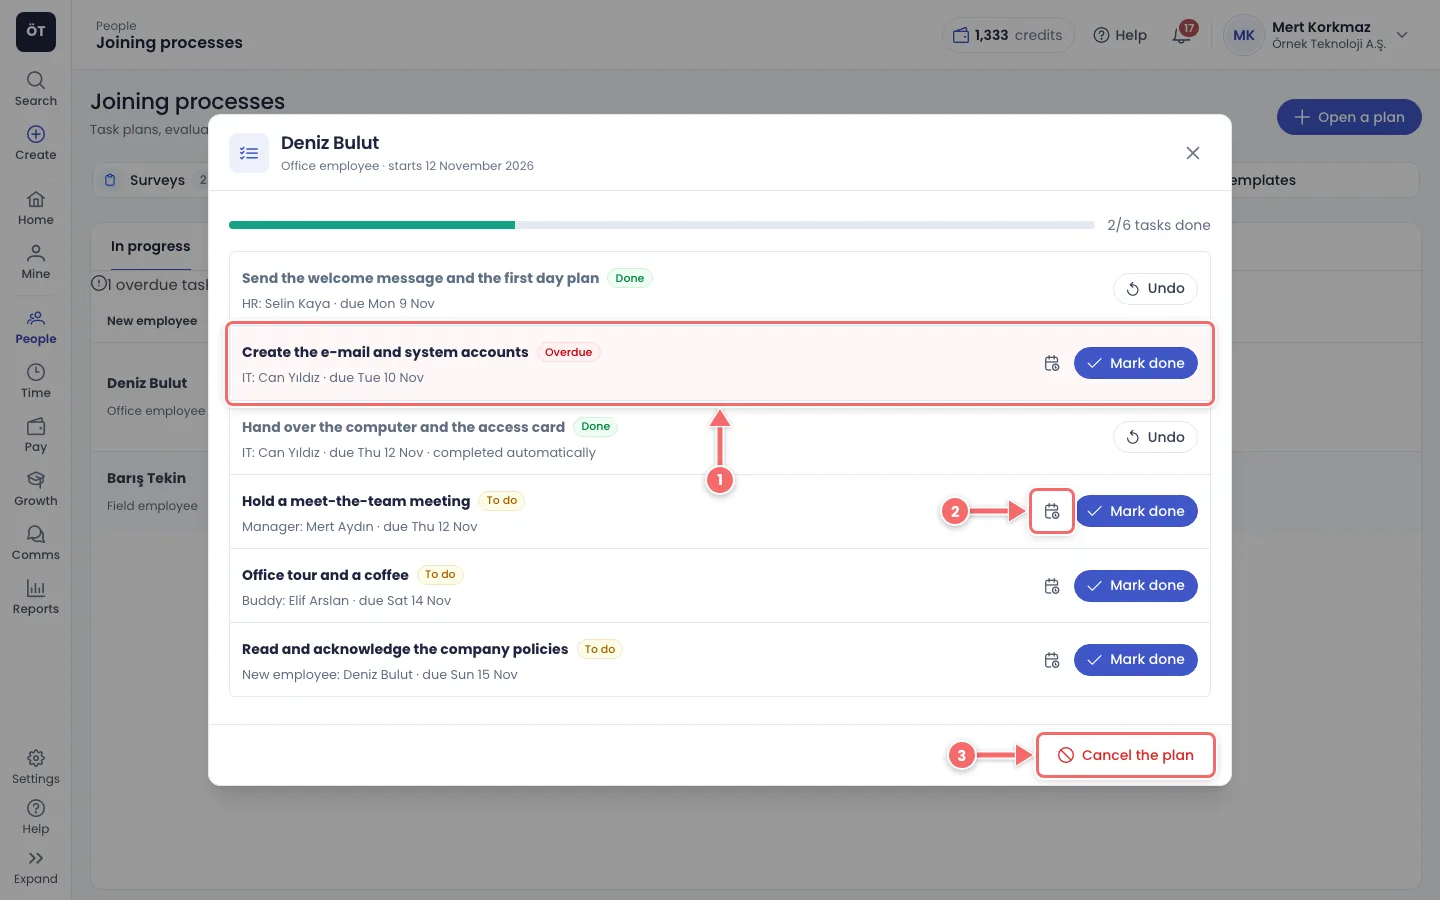 ÖT
People
Joining processes
1,333 credits
Help
17
MK
Mert Korkmaz
Örnek Teknoloji A.Ş.
Search
Create
Home
Mine
People
Time
Pay
Growth
Comms
Reports
Settings
Help
Expand
Joining processes
Task plans, evalua
Open a plan
Surveys 2
emplates
In progress
1 overdue task
New employee
Deniz Bulut
Office employee
Barış Tekin
Field employee
Deniz Bulut
Office employee · starts 12 November 2026
2/6 tasks done
Send the welcome message and the first day plan Done
HR: Selin Kaya · due Mon 9 Nov
Undo
Create the e-mail and system accounts Overdue
IT: Can Yıldız · due Tue 10 Nov
Mark done
1
Hand over the computer and the access card Done
IT: Can Yıldız · due Thu 12 Nov · completed automatically
Undo
Hold a meet-the-team meeting To do
Manager: Mert Aydın · due Thu 12 Nov
2
Mark done
Office tour and a coffee To do
Buddy: Elif Arslan · due Sat 14 Nov
Mark done
Read and acknowledge the company policies To do
New employee: Deniz Bulut · due Sun 15 Nov
Mark done
3
Cancel the plan